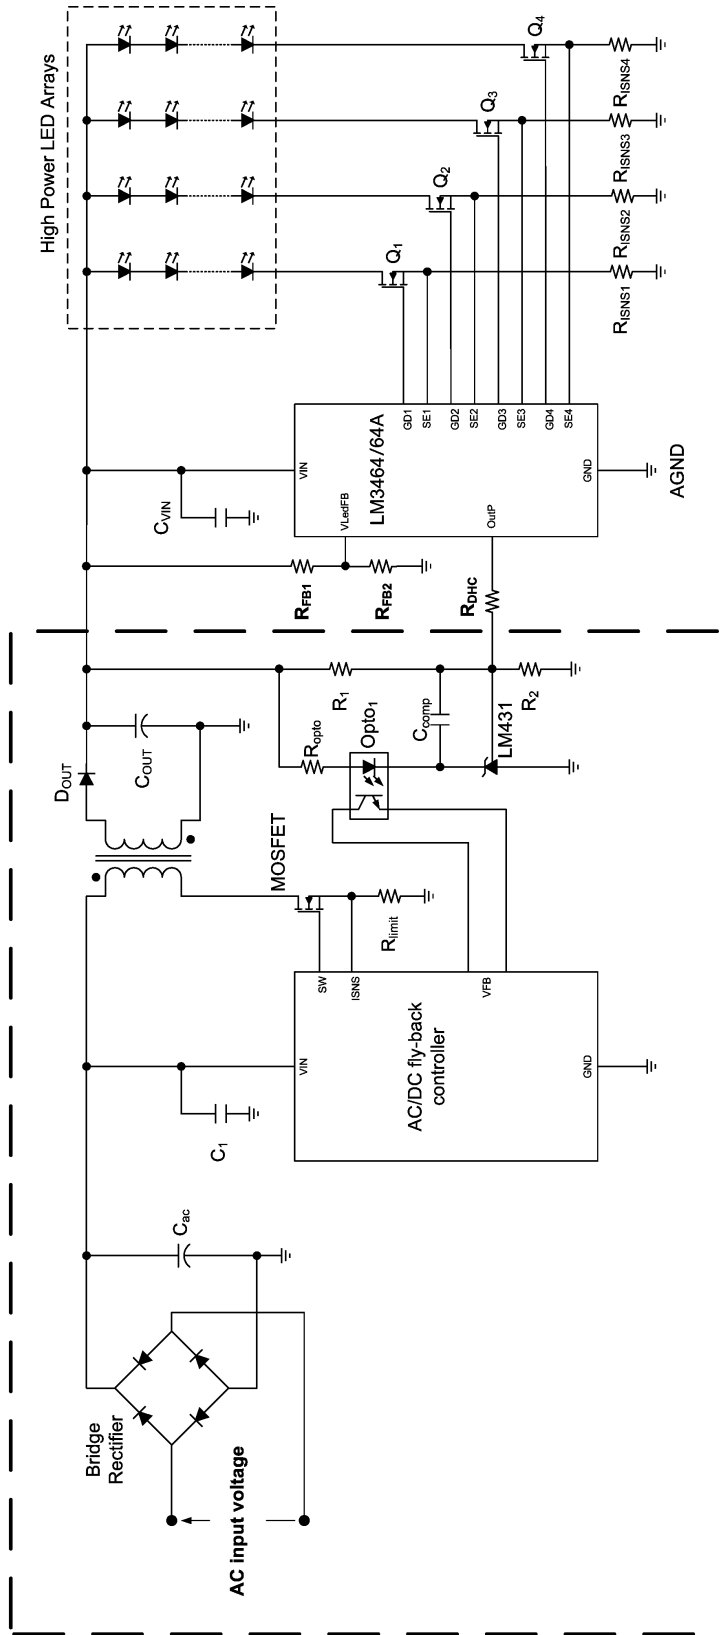 High Power LED Arrays
Q4
Q3
Q2
Q1
RISNS4
RISNS3
RISNS2
RISNS1
CVIN
VIN
LM3464/64A
VLedFB
OutP
GD1
SE1
GD2
SE2
GD3
SE3
GD4
SE4
GND
AGND
RFB1
RFB2
RDHC
DOUT
COUT
Ropto
R1
Opto1
Ccomp
LM431
R2
MOSFET
Rlimit
SW
ISNS
VFB
VIN
AC/DC fly-back
controller
GND
C1
Cac
Bridge
Rectifier
AC input voltage